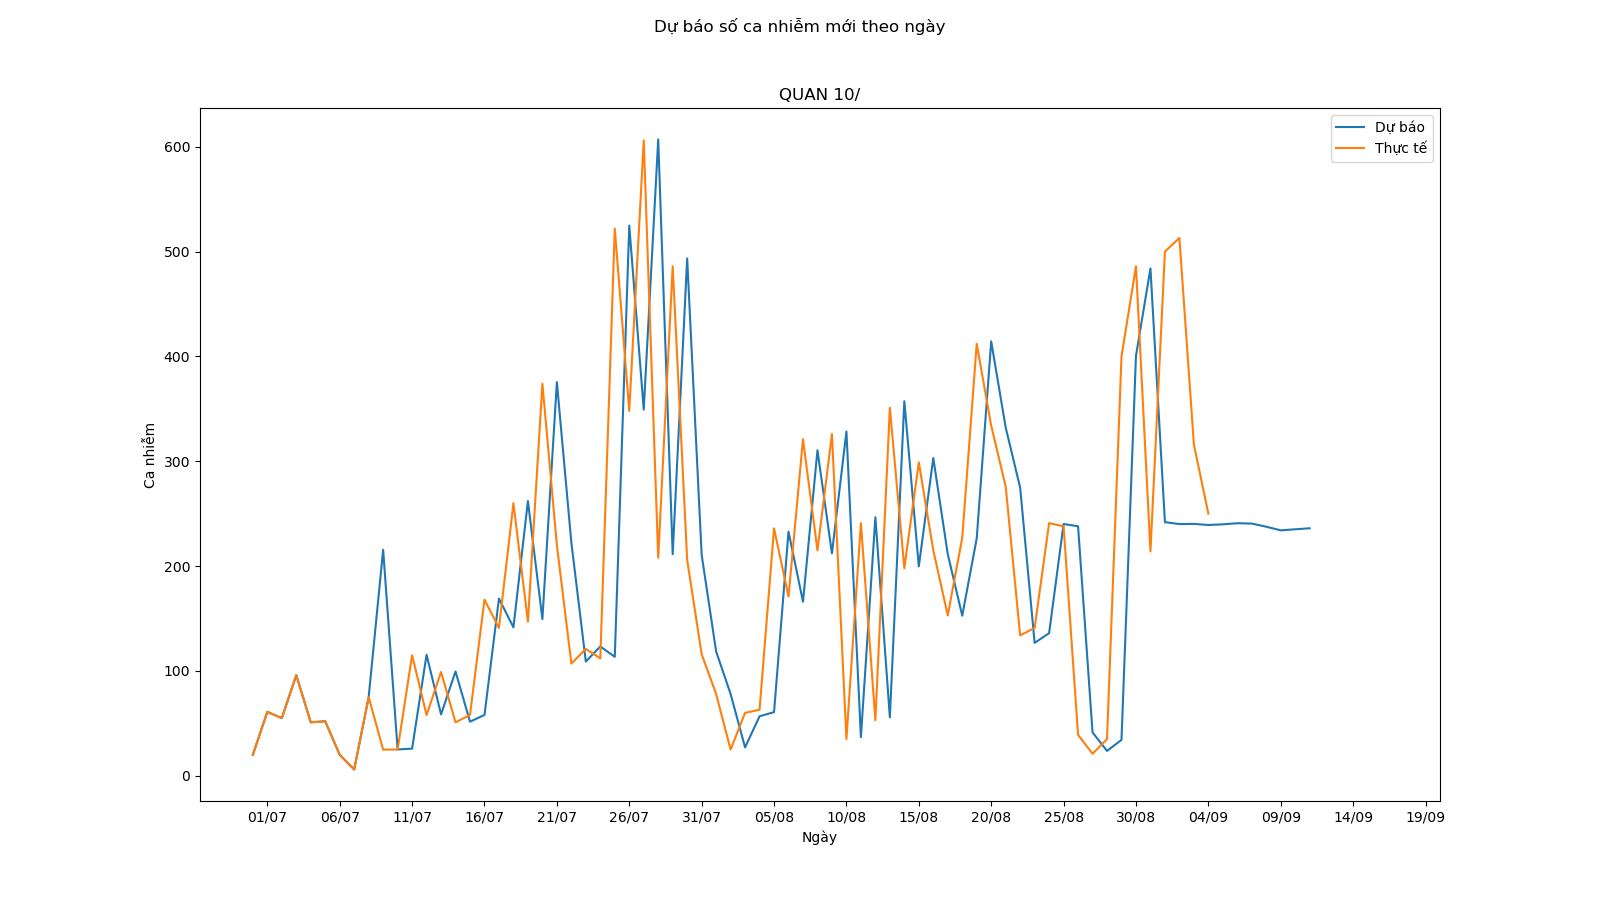 Dự báo số ca nhiễm mới theo ngày
QUAN 10/
Dự báo
Thực tế
600
500
400
300
200
100
0
Ca nhiễm
01/07 06/07 11/07 16/07 21/07 26/07 31/07 05/08 10/08 15/08 20/08 25/08 30/08 04/09 09/09 14/09 19/09
Ngày